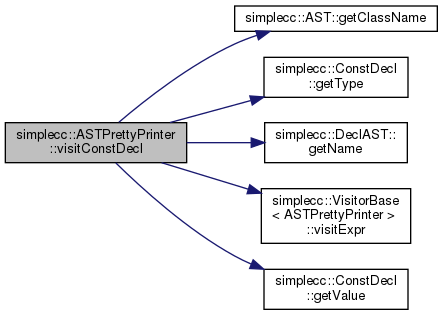 simplecc::AST::getClassName
simplecc::ConstDecl
::getType
simplecc::ASTPrettyPrinter
::visitConstDecl
simplecc::DeclAST::
getName
simplecc::VisitorBase
< ASTPrettyPrinter >
::visitExpr
simplecc::ConstDecl
::getValue